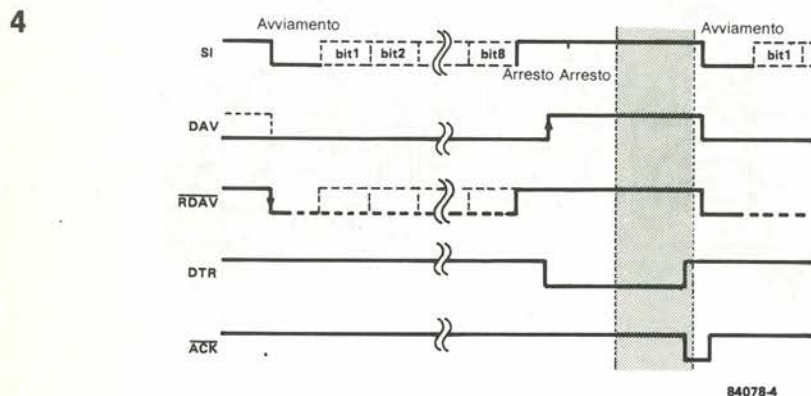 4
Avviamento Avviamento
SI bit1 bit2 bit8 bit1
Arresto Arresto
DAV
RDAV
DTR
ACK
84078-4